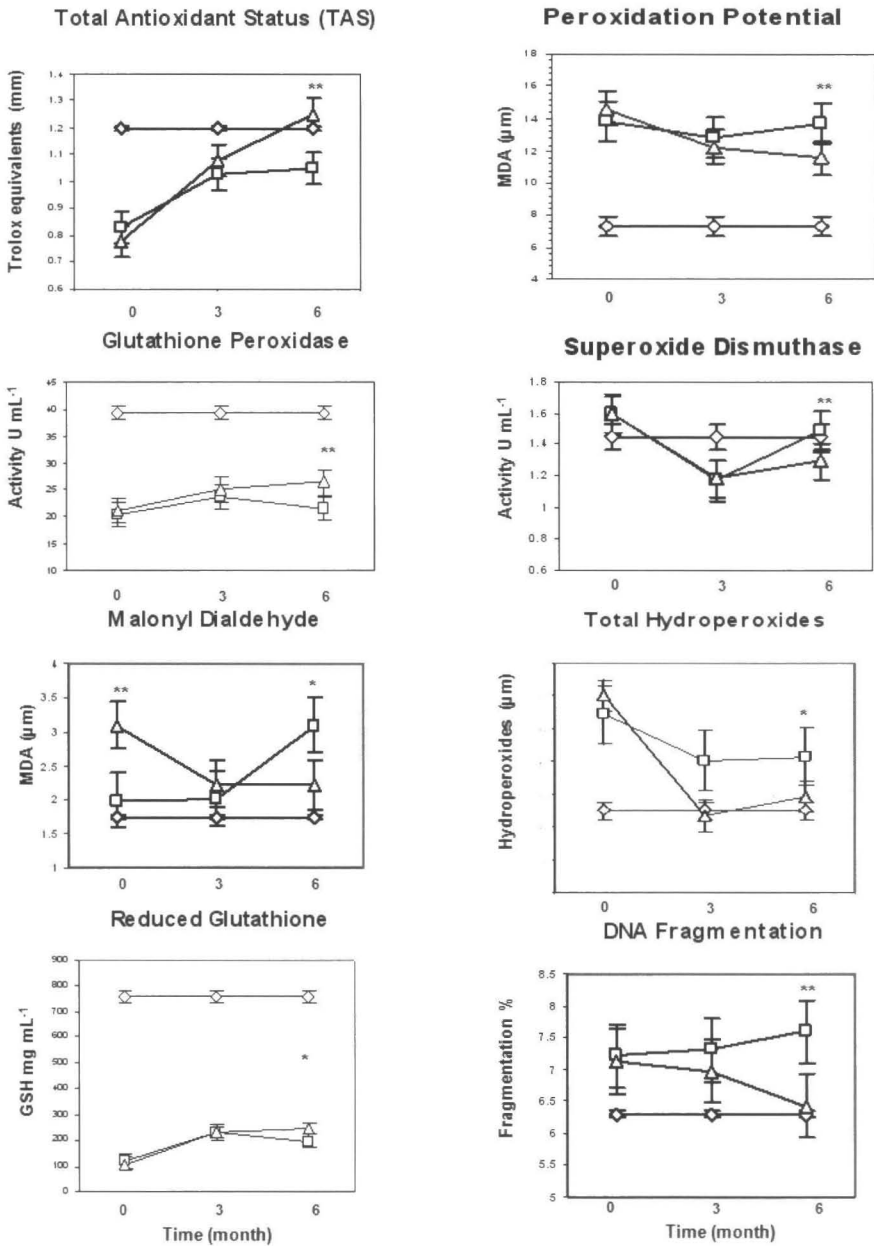 Total Antioxidant Status (TAS)
Trolox equivalents (mm)
1.4
1.3
1.2
1.1
1
0.9
0.8
0.7
0.6
**
0 3 6
Peroxidation Potential
MDA (µm)
18
16
14
12
10
8
6
4
**
0 3 6
Glutathione Peroxidase
Activity U mL-1
45
40
35
30
25
20
15
10
**
0 3 6
Superoxide Dismuthase
Activity U mL-1
1.8
1.6
1.4
1.2
1
0.8
0.6
**
0 3 6
Malonyl Dialdehyde
MDA (µm)
4
3.5
3
2.5
2
1.5
1
**
*
0 3 6
Total Hydroperoxides
Hydroperoxides (µm)
*
0 3 6
Reduced Glutathione
GSH mg mL-1
900
800
700
600
500
400
300
200
100
0
*
0 3 6
Time (month)
DNA Fragmentation
Fragmentation %
8.5
8
7.5
7
6.5
6
5.5
5
**
0 3 6
Time (month)